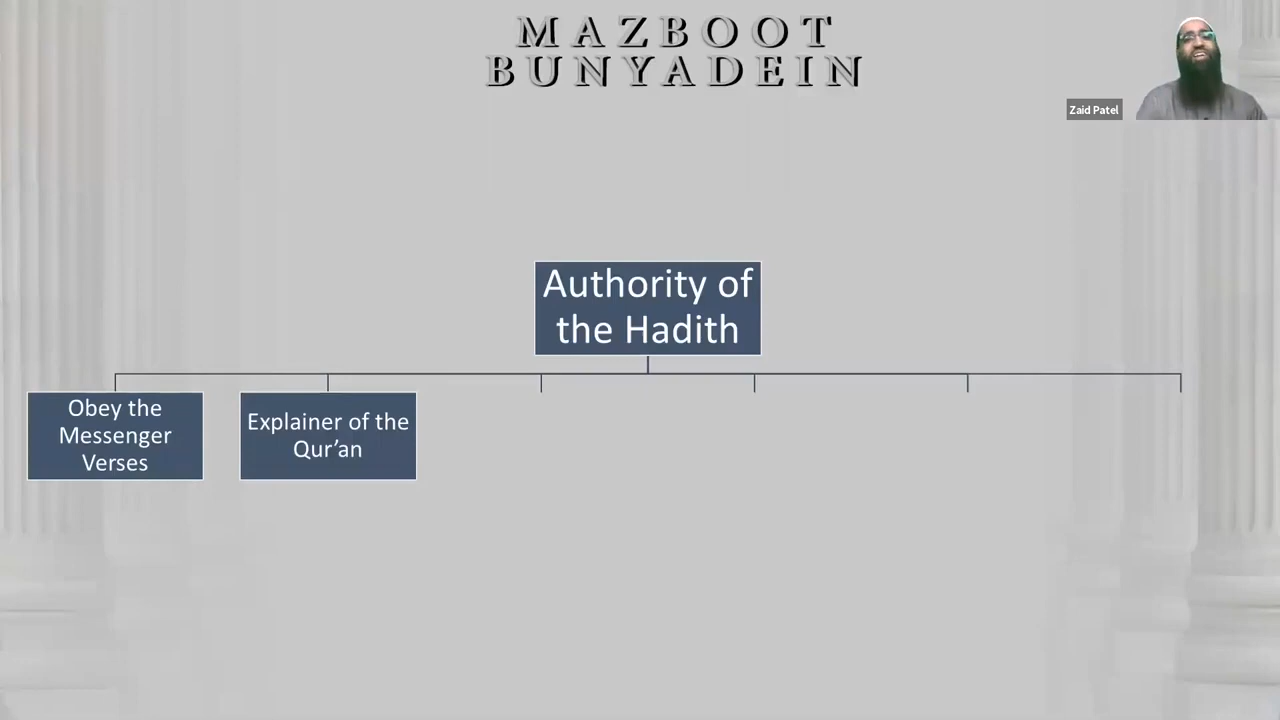 MAZBOOT
BUNYADEIN
Zaid Patel
Authority of
the Hadith
Obey the
Messenger
Verses
Explainer of the
Qur’an